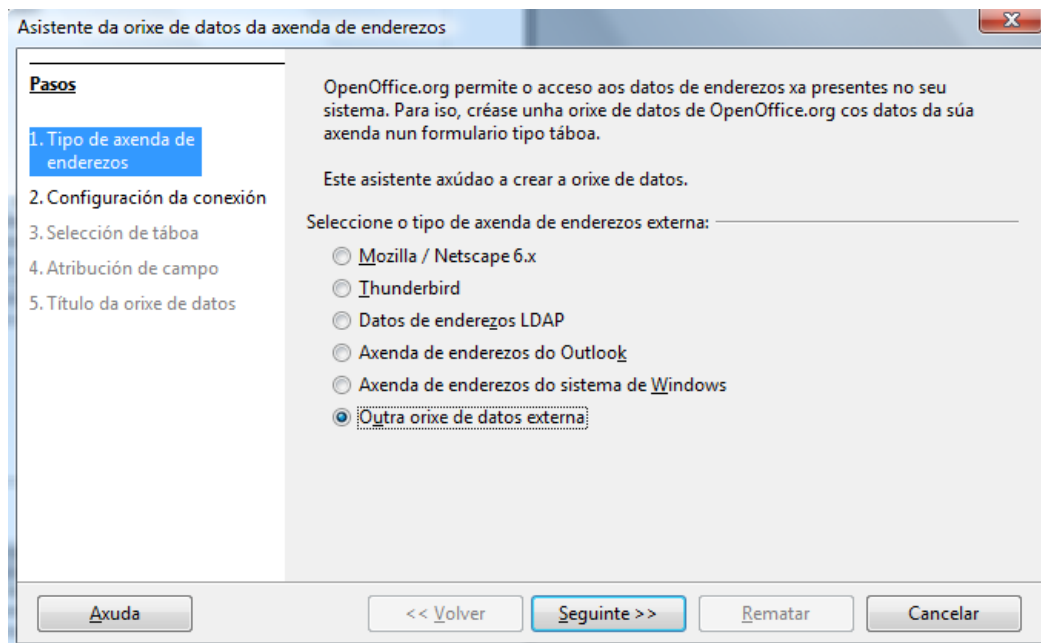 Asistente da orixe de datos da axenda de enderezos
Pasos
1. Tipo de axenda de
enderezos
2. Configuración da conexión
3. Selección de táboa
4. Atribución de campo
5. Título da orixe de datos
OpenOffice.org permite o acceso aos datos de enderezos xa presentes no seu
sistema. Para iso, créase unha orixe de datos de OpenOffice.org cos datos da súa
axenda nun formulario tipo táboa.
Este asistente axúdao a crear a orixe de datos.
Seleccione o tipo de axenda de enderezos externa:
Mozilla / Netscape 6.x
Thunderbird
Datos de enderezos LDAP
Axenda de enderezos do Outlook
Axenda de enderezos do sistema de Windows
Outra orixe de datos externa
Axuda
<< Volver
Seguinte >>
Rematar
Cancelar